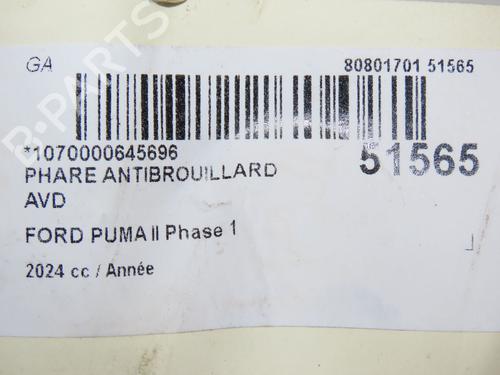 GA
80801701 51565
*1070000645696
51565
PHARE ANTIBROUILLARD
AVD
FORD PUMA II Phase 1
2024 cc / Année
B-PARTS